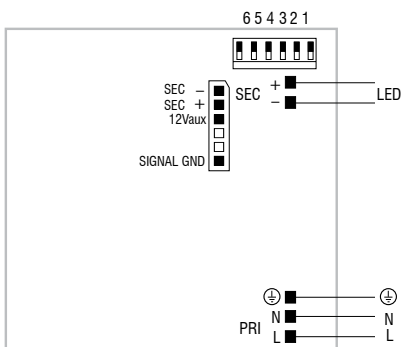 6 5 4 3 2 1
SEC –
SEC +
12Vaux
SIGNAL GND
SEC + –
LED
PRI
N
L
N
L